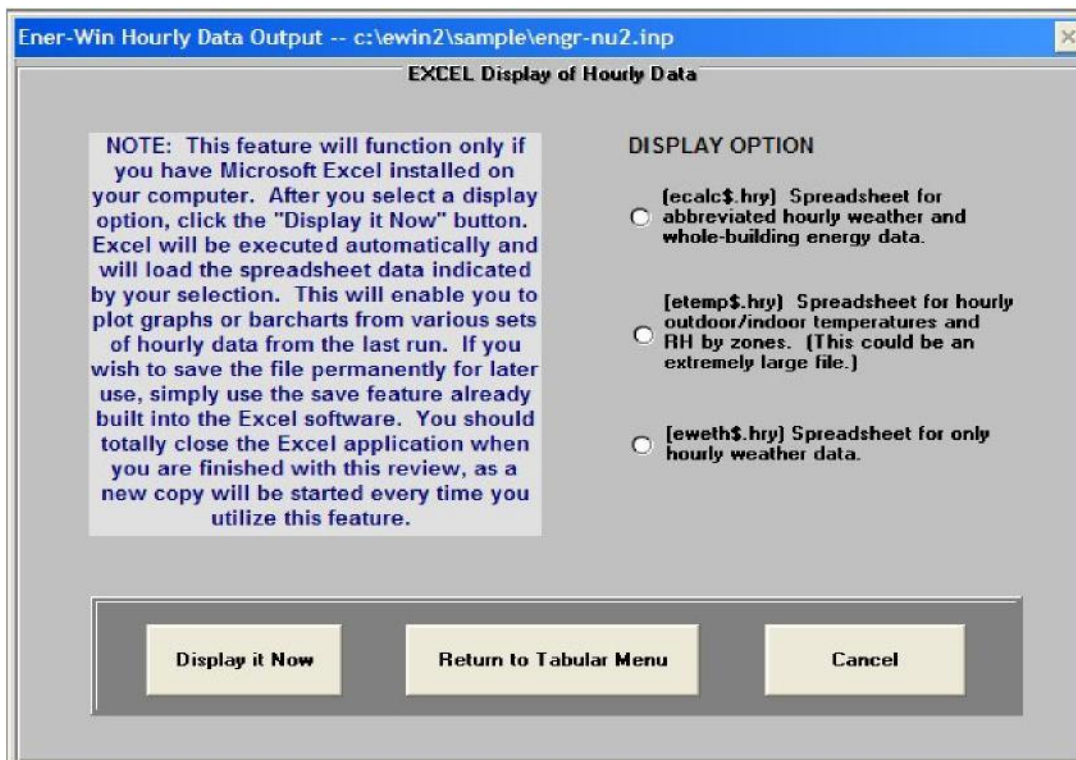 Ener-Win Hourly Data Output -- c:\ewin2\sample\engr-nu2.inp
EXCEL Display of Hourly Data
NOTE: This feature will function only if
you have Microsoft Excel installed on
your computer. After you select a display
option, click the "Display it Now" button.
Excel will be executed automatically and
will load the spreadsheet data indicated
by your selection. This will enable you to
plot graphs or barcharts from various sets
of hourly data from the last run. If you
wish to save the file permanently for later
use, simply use the save feature already
built into the Excel software. You should
totally close the Excel application when
you are finished with this review, as a
new copy will be started every time you
utilize this feature.
DISPLAY OPTION
(ecalc$.hry) Spreadsheet for
abbreviated hourly weather and
whole-building energy data.
(etemp$.hry) Spreadsheet for hourly
outdoor/indoor temperatures and
RH by zones. (This could be an
extremely large file.)
(eweth$.hry) Spreadsheet for only
hourly weather data.
Display it Now
Return to Tabular Menu
Cancel